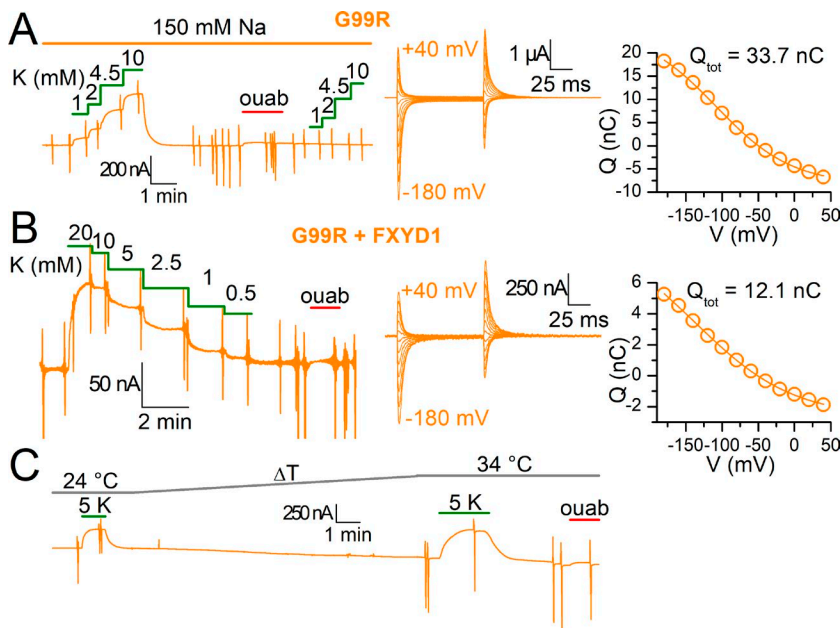 A
150 mM Na
G99R
K (mM)
1
2
4.5
10
ouab
1
2
4.5
10
200 nA
1 min
+40 mV
-180 mV
1 µA
25 ms
Qtot = 33.7 nC
Q (nC)
20
15
10
5
0
-5
-10
-150 -100 -50 0 50
V (mV)
B
G99R + FXYD1
K (mM)
20
10
5
2.5
1
0.5
ouab
50 nA
2 min
+40 mV
-180 mV
250 nA
25 ms
Qtot = 12.1 nC
Q (nC)
6
4
2
0
-2
-150 -100 -50 0 50
V (mV)
C
24 °C
ΔT
34 °C
5 K
250 nA
1 min
5 K
ouab